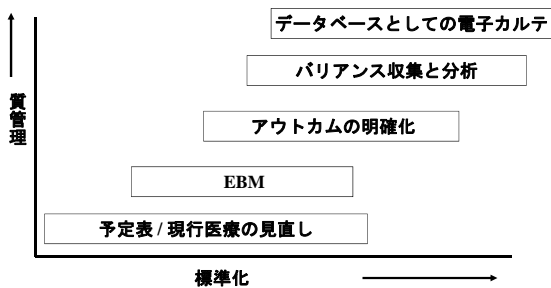 データベースとしての電子カルテ
バリアンス収集と分析
質管理
アウトカムの明確化
EBM
予定表 / 現行医療の見直し
標準化